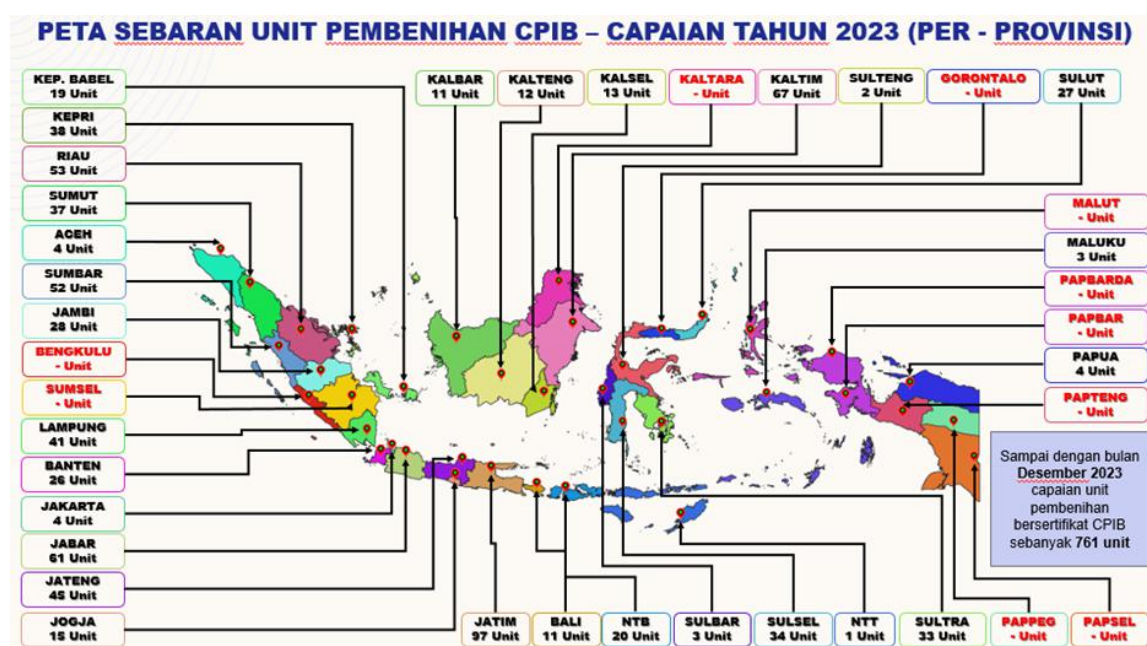 PETA SEBARAN UNIT PEMBENIHAN CPIB – CAPAIAN TAHUN 2023 (PER - PROVINSI)
KEP. BABEL
19 Unit
KEPRI
38 Unit
RIAU
53 Unit
SUMUT
37 Unit
ACEH
4 Unit
SUMBAR
52 Unit
JAMBI
28 Unit
BENGKULU
- Unit
SUMSEL
- Unit
LAMPUNG
41 Unit
BANTEN
26 Unit
JAKARTA
4 Unit
JABAR
61 Unit
JATENG
45 Unit
JOGJA
15 Unit
KALBAR
11 Unit
KALTENG
12 Unit
KALSEL
13 Unit
KALTARA
- Unit
KALTIM
67 Unit
SULTENG
2 Unit
GORONTALO
- Unit
SULUT
27 Unit
MALUT
- Unit
MALUKU
3 Unit
PAPBARDA
- Unit
PAPBAR
- Unit
PAPUA
4 Unit
PAPTENG
- Unit
Sampai dengan bulan
Desember 2023
capaian unit
pembenihan
bersertifikat CPIB
sebanyak 761 unit
JATIM
97 Unit
BALI
11 Unit
NTB
20 Unit
SULBAR
3 Unit
SULSEL
34 Unit
NTT
1 Unit
SULTRA
33 Unit
PAPPEG
- Unit
PAPSEL
- Unit